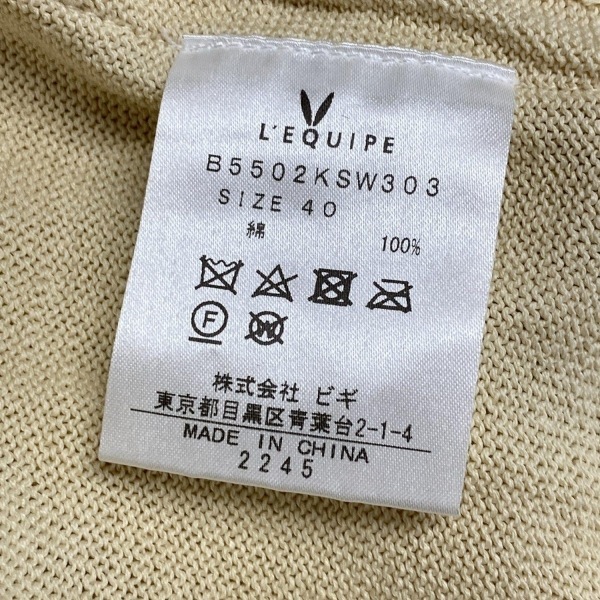 L'EQUIPE
B5502KSW303
SIZE 40
綿 100%
F W
株式会社 ビギ
東京都目黒区青葉台2-1-4
MADE IN CHINA
2245